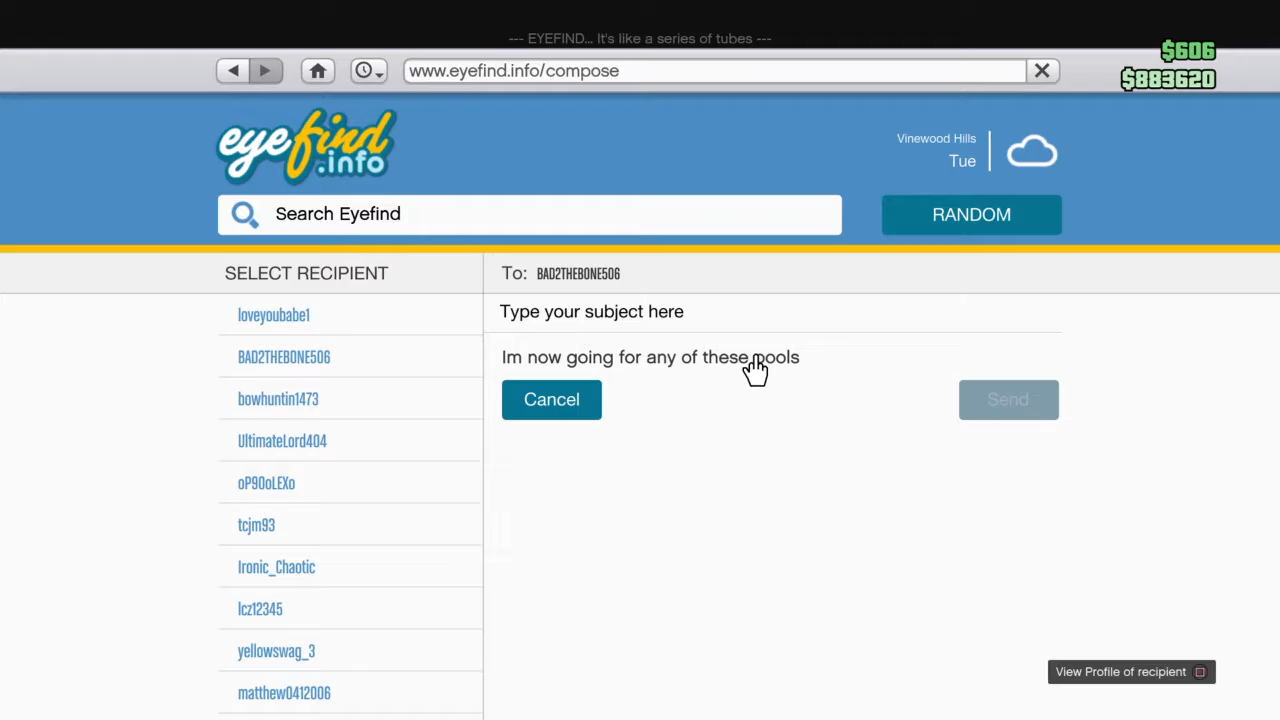 --- EYEFIND... It's like a series of tubes ---
$606
www.eyefind.info/compose
$883620
eyefind.info
Vinewood Hills
Tue
Search Eyefind
RANDOM
SELECT RECIPIENT
To: BAD2THEBONE506
loveyoubabe1
Type your subject here
BAD2THEBONE506
Im now going for any of these pools
bowhuntin1473
Cancel
Send
UltimateLord404
oP90oLEXo
tcjm93
Ironic_Chaotic
lcz12345
yellowswag_3
View Profile of recipient
matthew0412006